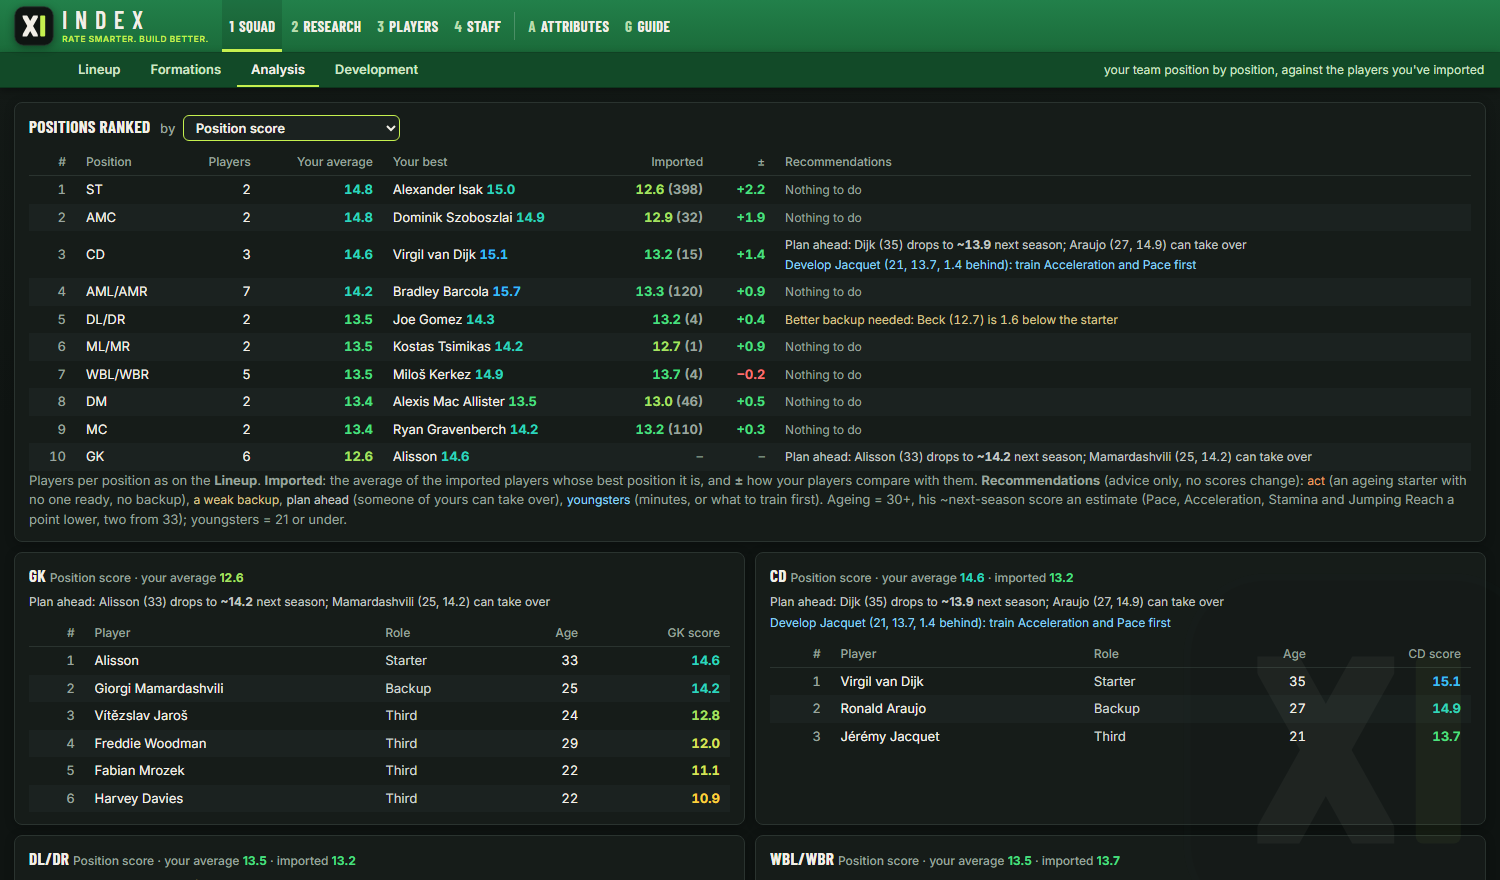 XI INDEX
RATE SMARTER. BUILD BETTER.
1 SQUAD 2 RESEARCH 3 PLAYERS 4 STAFF A ATTRIBUTES G GUIDE
Lineup Formations Analysis Development your team position by position, against the players you've imported
POSITIONS RANKED by Position score
# Position Players Your average Your best Imported ± Recommendations
1 ST 2 14.8 Alexander Isak 15.0 12.6 (398) +2.2 Nothing to do
2 AMC 2 14.8 Dominik Szoboszlai 14.9 12.9 (32) +1.9 Nothing to do
3 CD 3 14.6 Virgil van Dijk 15.1 13.2 (15) +1.4 Plan ahead: Dijk (35) drops to ~13.9 next season; Araujo (27, 14.9) can take over
Develop Jacquet (21, 13.7, 1.4 behind): train Acceleration and Pace first
4 AML/AMR 7 14.2 Bradley Barcola 15.7 13.3 (120) +0.9 Nothing to do
5 DL/DR 2 13.5 Joe Gomez 14.3 13.2 (4) +0.4 Better backup needed: Beck (12.7) is 1.6 below the starter
6 ML/MR 2 13.5 Kostas Tsimikas 14.2 12.7 (1) +0.9 Nothing to do
7 WBL/WBR 5 13.5 Miloš Kerkez 14.9 13.7 (4) −0.2 Nothing to do
8 DM 2 13.4 Alexis Mac Allister 13.5 13.0 (46) +0.5 Nothing to do
9 MC 2 13.4 Ryan Gravenberch 14.2 13.2 (110) +0.3 Nothing to do
10 GK 6 12.6 Alisson 14.6 – – Plan ahead: Alisson (33) drops to ~14.2 next season; Mamardashvili (25, 14.2) can take over
Players per position as on the Lineup. Imported: the average of the imported players whose best position it is, and ± how your players compare with them. Recommendations (advice only, no scores change): act (an ageing starter with
no one ready, no backup), a weak backup, plan ahead (someone of yours can take over), youngsters (minutes, or what to train first). Ageing = 30+, his ~next-season score an estimate (Pace, Acceleration, Stamina and Jumping Reach a
point lower, two from 33); youngsters = 21 or under.
GK Position score · your average 12.6
Plan ahead: Alisson (33) drops to ~14.2 next season; Mamardashvili (25, 14.2) can take over
# Player Role Age GK score
1 Alisson Starter 33 14.6
2 Giorgi Mamardashvili Backup 25 14.2
3 Vítězslav Jaroš Third 24 12.8
4 Freddie Woodman Third 29 12.0
5 Fabian Mrozek Third 22 11.1
6 Harvey Davies Third 22 10.9
CD Position score · your average 14.6 · imported 13.2
Plan ahead: Dijk (35) drops to ~13.9 next season; Araujo (27, 14.9) can take over
Develop Jacquet (21, 13.7, 1.4 behind): train Acceleration and Pace first
# Player Role Age CD score
1 Virgil van Dijk Starter 35 15.1
2 Ronald Araujo Backup 27 14.9
3 Jérémy Jacquet Third 21 13.7
XI
DL/DR Position score · your average 13.5 · imported 13.2
WBL/WBR Position score · your average 13.5 · imported 13.7